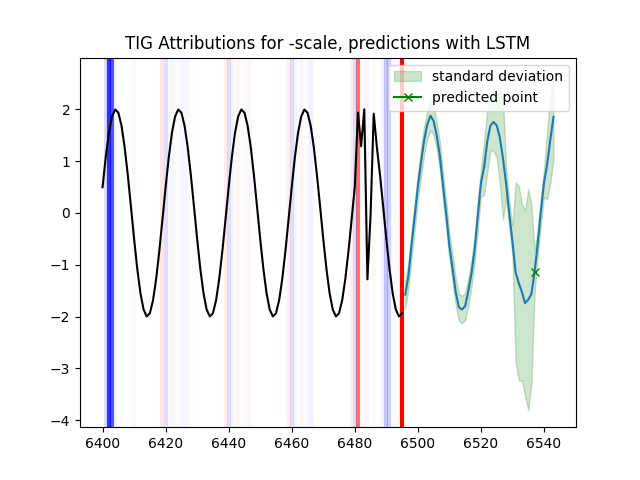 TIG Attributions for -scale, predictions with LSTM
standard deviation
predicted point
2
1
0
−1
−2
−3
−4
6400 6420 6440 6460 6480 6500 6520 6540